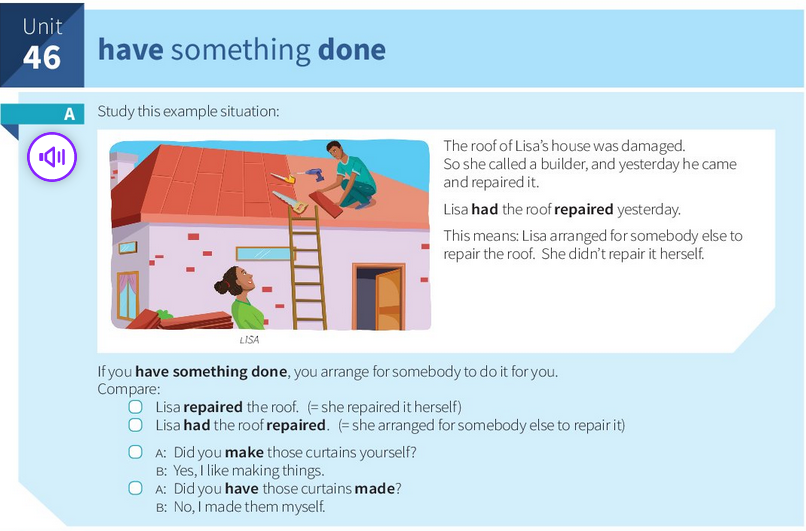 Unit
46
have something done
A
Study this example situation:
The roof of Lisa’s house was damaged.
So she called a builder, and yesterday he came
and repaired it.
Lisa had the roof repaired yesterday.
This means: Lisa arranged for somebody else to
repair the roof.  She didn’t repair it herself.
LISA
If you have something done, you arrange for somebody to do it for you.
Compare:
Lisa repaired the roof.  (= she repaired it herself)
Lisa had the roof repaired.  (= she arranged for somebody else to repair it)
A:  Did you make those curtains yourself?
B:  Yes, I like making things.
A:  Did you have those curtains made?
B:  No, I made them myself.